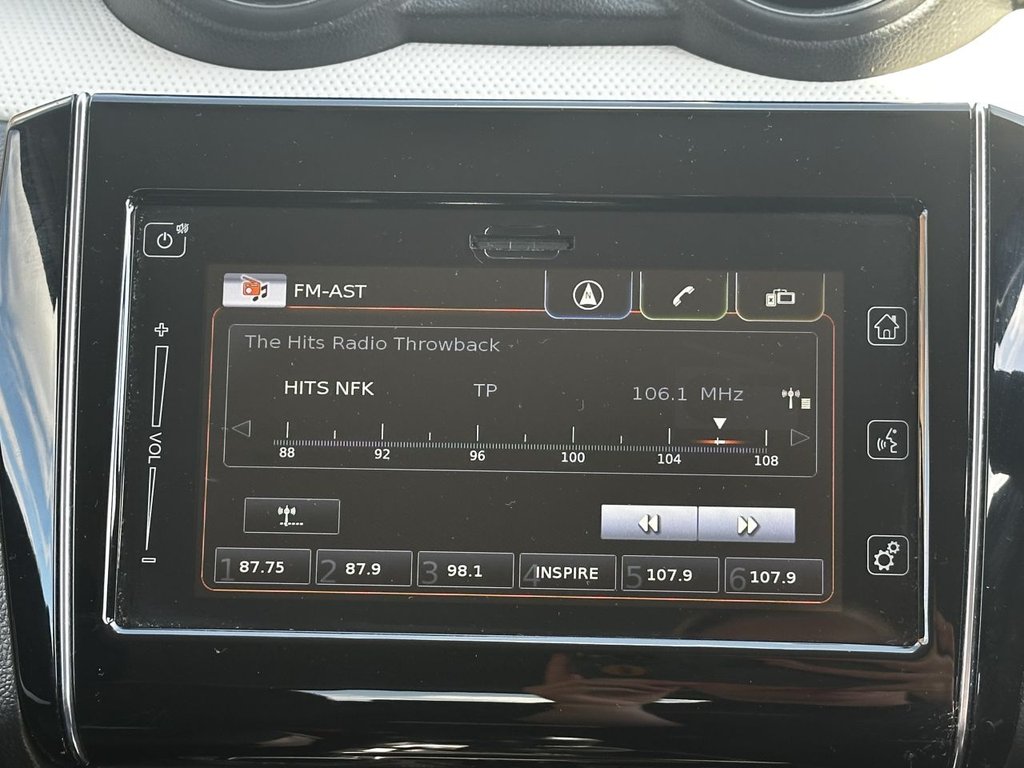 FM-AST
The Hits Radio Throwback
HITS NFK TP 106.1 MHz
88 92 96 100 104 108
VOL
1 87.75 2 87.9 3 98.1 4 INSPIRE 5 107.9 6 107.9